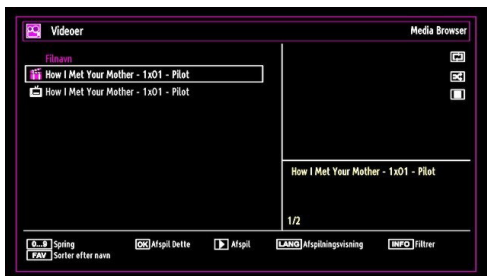 Videoer
Media Browser
Filnavn
How I Met Your Mother - 1x01 - Pilot
How I Met Your Mother - 1x01 - Pilot
How I Met Your Mother - 1x01 - Pilot
1/2
0...9 Spring OK Afspil Dette Afspil LANG Afspilningsvisning INFO Filtrer
FAV Sorter efter navn